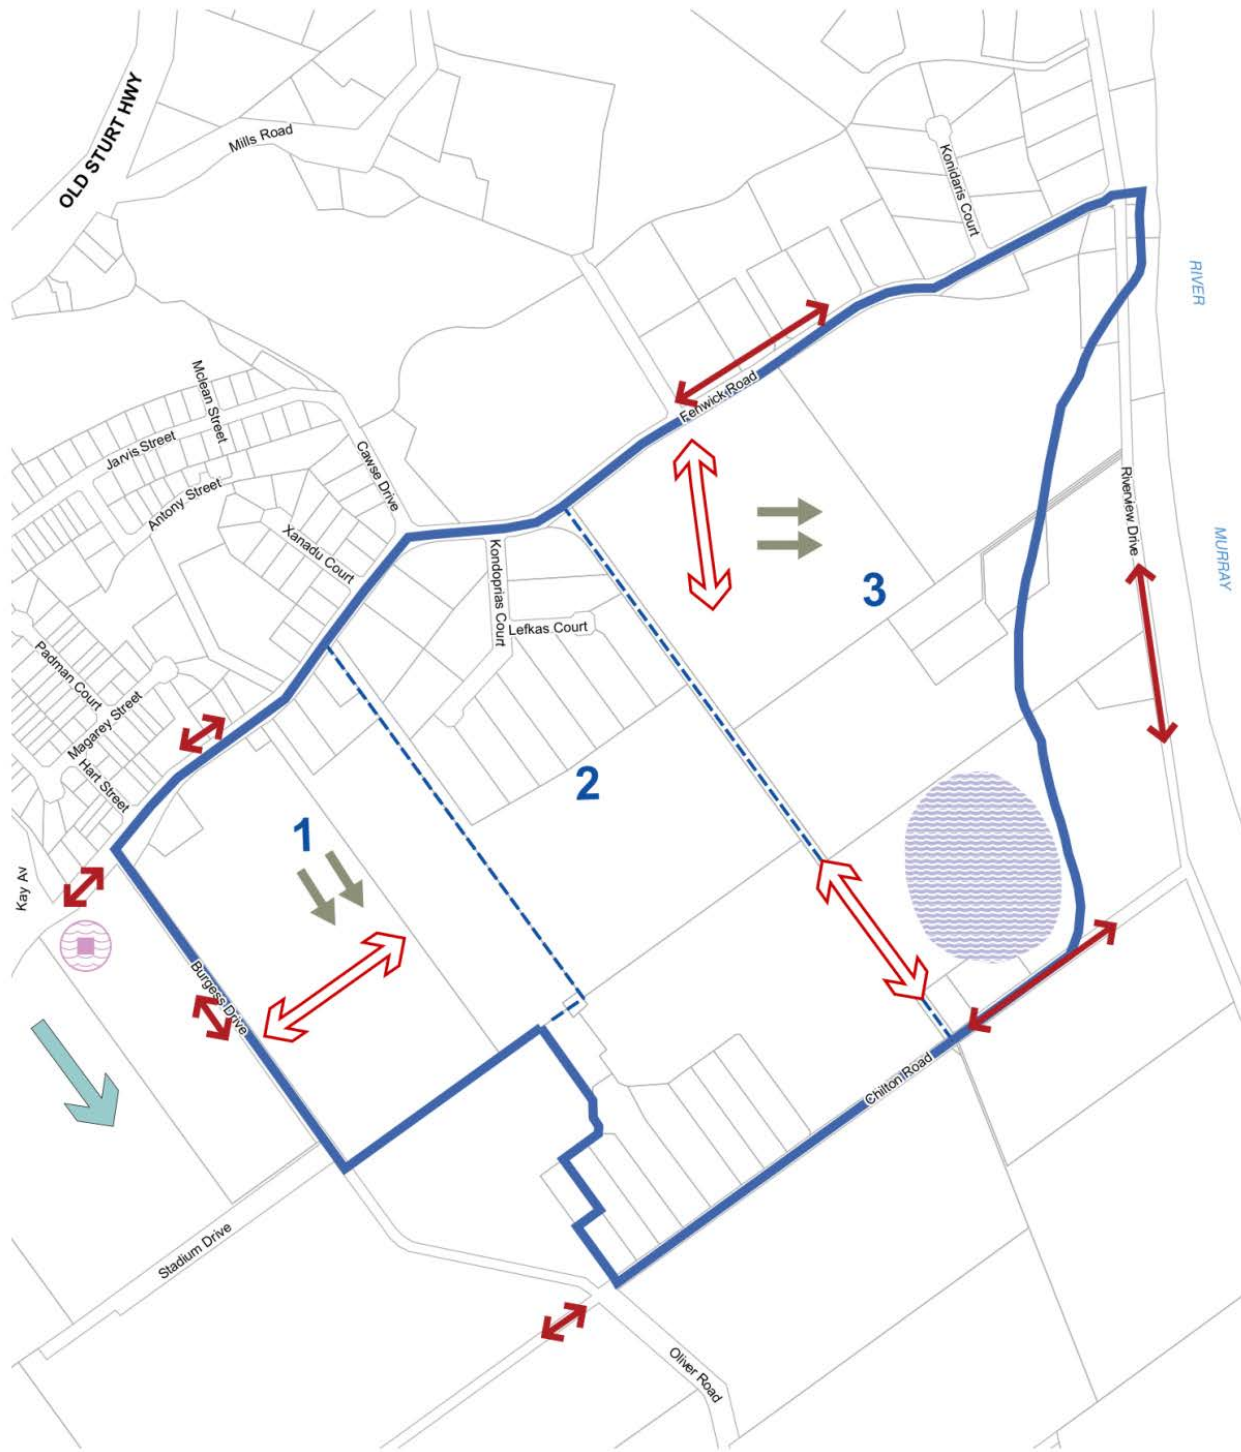 OLD STURT HWY
Mills Road
Konidaris Court
RIVER
Mclean Street
Fenwick Road
Jarvis Street
Cawse Drive
Antony Street
Riverview Drive
Xanadu Court
MURRAY
Kondoprias Court
3
Lefkas Court
Padman Court
Magarey Street
Hart Street
2
1
Kay Av
Burgess Drive
Chilton Road
Stadium Drive
Oliver Road